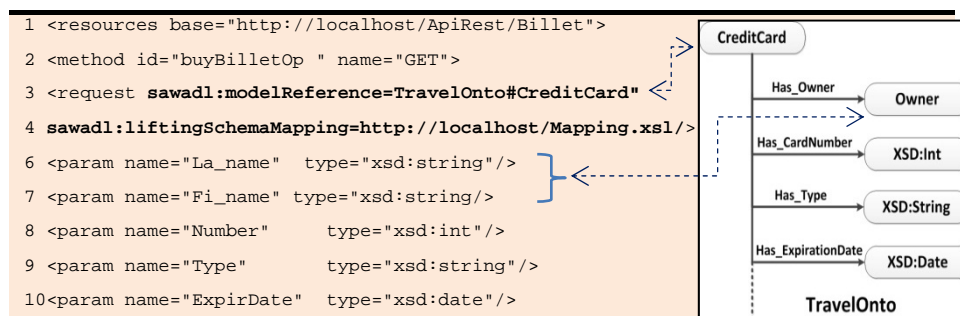 1 <resources base="http://localhost/ApiRest/Billet">
2 <method id="buyBilletOp " name="GET">
3 <request sawadl:modelReference=TravelOnto#CreditCard"
4 sawadl:liftingSchemaMapping=http://localhost/Mapping.xsl/>
6 <param name="La_name" type="xsd:string"/>
7 <param name="Fi_name" type="xsd:string/>
8 <param name="Number" type="xsd:int"/>
9 <param name="Type" type="xsd:string"/>
10<param name="ExpirDate" type="xsd:date"/>
CreditCard
Has_Owner
Owner
Has_CardNumber
XSD:Int
Has_Type
XSD:String
Has_ExpirationDate
XSD:Date
TravelOnto